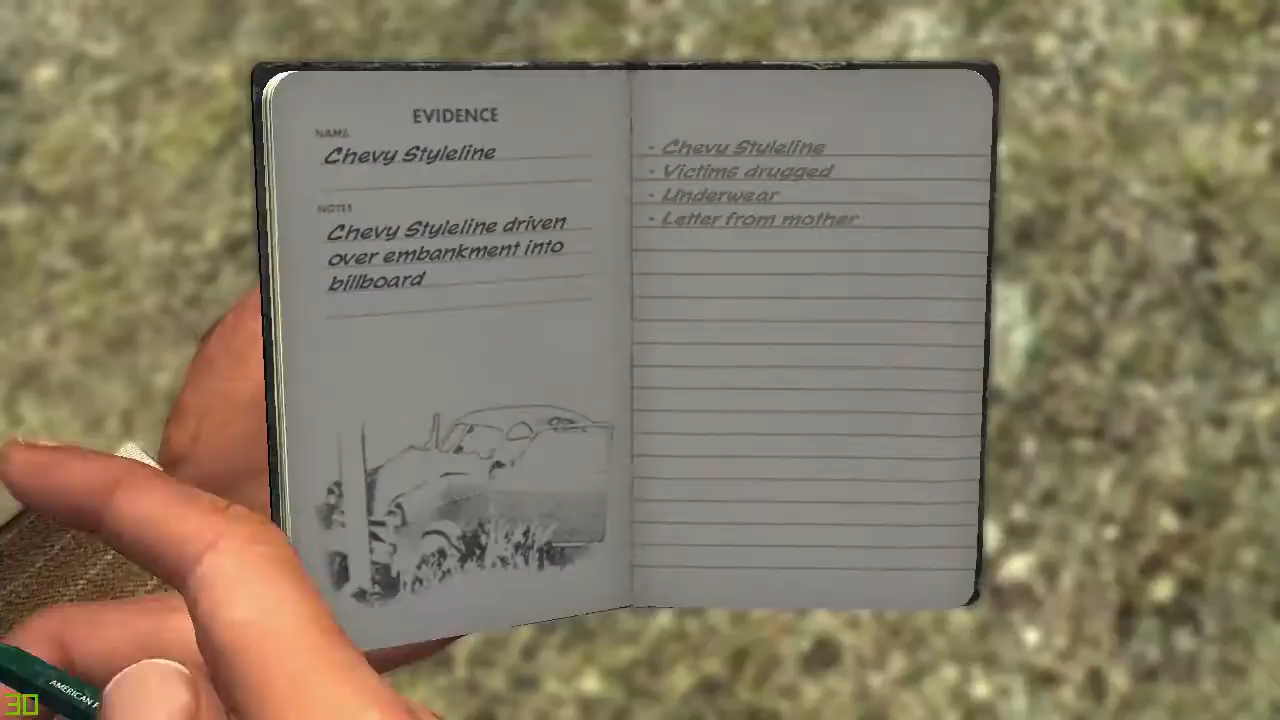 EVIDENCE
NAME
Chevy Styleline
NOTES
Chevy Styleline driven
over embankment into
billboard
- Chevy Styleline
- Victims drugged
- Underwear
- Letter from mother
AMERICAN
30